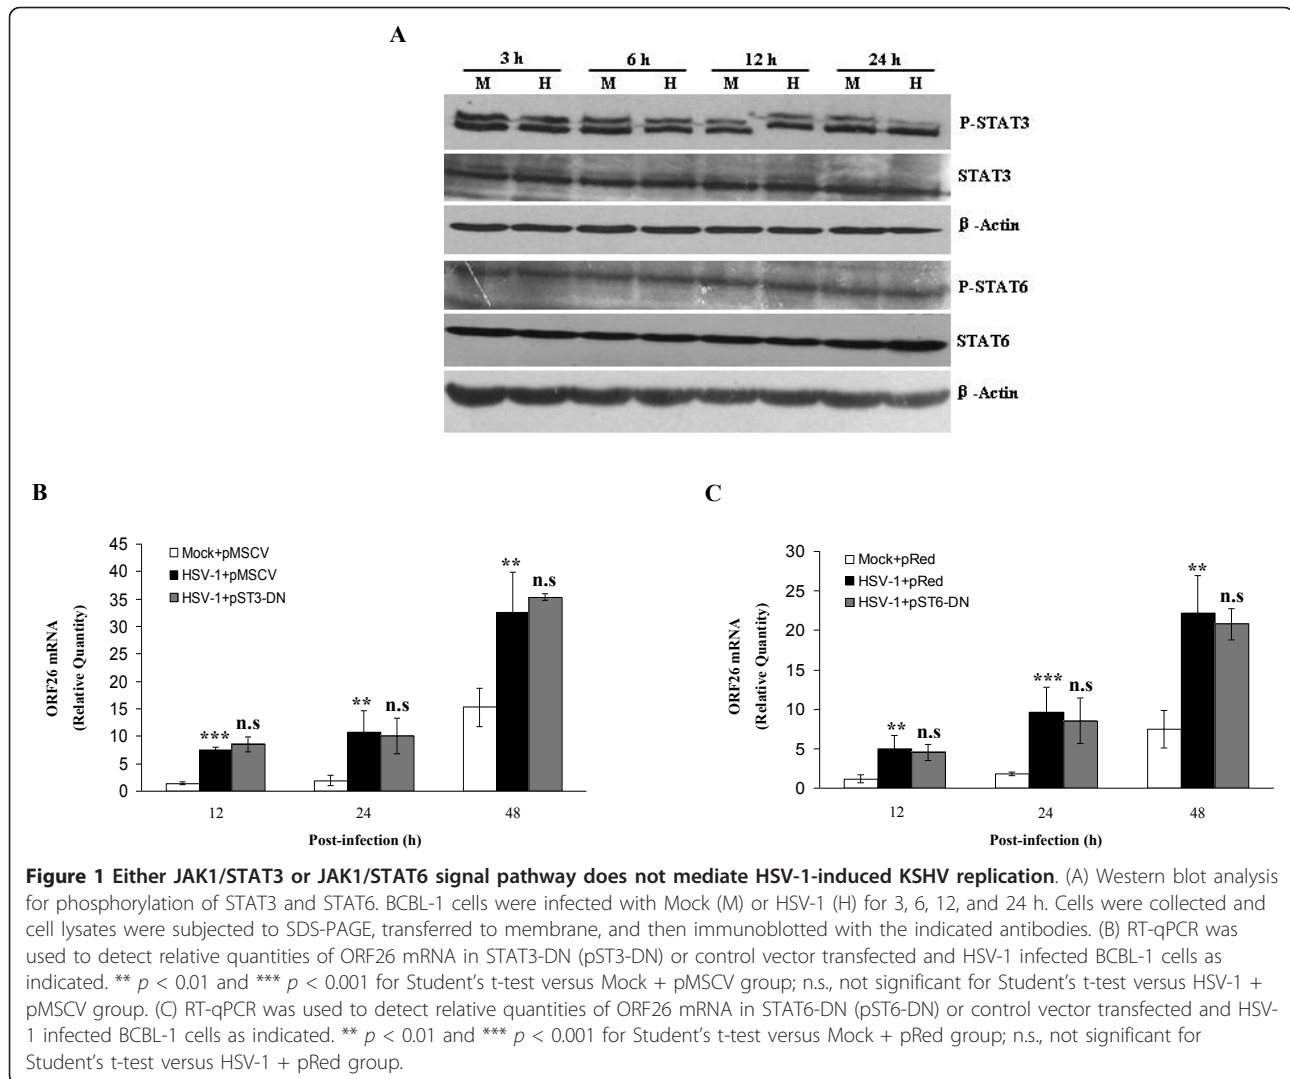 A
3 h 6 h 12 h 24 h
M H M H M H M H
P-STAT3
STAT3
β-Actin
P-STAT6
STAT6
β-Actin
B
ORF26 mRNA
(Relative Quantity)
45
40
35
30
25
20
15
10
5
0
Mock+pMSCV
HSV-1+pMSCV
HSV-1+pST3-DN
*** n.s
** n.s
** n.s
12 24 48
Post-infection (h)
C
ORF26 mRNA
(Relative Quantity)
30
25
20
15
10
5
0
Mock+pRed
HSV-1+pRed
HSV-1+pST6-DN
** n.s
*** n.s
** n.s
12 24 48
Post-infection (h)
Figure 1 Either JAK1/STAT3 or JAK1/STAT6 signal pathway does not mediate HSV-1-induced KSHV replication. (A) Western blot analysis
for phosphorylation of STAT3 and STAT6. BCBL-1 cells were infected with Mock (M) or HSV-1 (H) for 3, 6, 12, and 24 h. Cells were collected and
cell lysates were subjected to SDS-PAGE, transferred to membrane, and then immunoblotted with the indicated antibodies. (B) RT-qPCR was
used to detect relative quantities of ORF26 mRNA in STAT3-DN (pST3-DN) or control vector transfected and HSV-1 infected BCBL-1 cells as
indicated. ** p < 0.01 and *** p < 0.001 for Student's t-test versus Mock + pMSCV group; n.s., not significant for Student's t-test versus HSV-1 +
pMSCV group. (C) RT-qPCR was used to detect relative quantities of ORF26 mRNA in STAT6-DN (pST6-DN) or control vector transfected and HSV-
1 infected BCBL-1 cells as indicated. ** p < 0.01 and *** p < 0.001 for Student's t-test versus Mock + pRed group; n.s., not significant for
Student's t-test versus HSV-1 + pRed group.